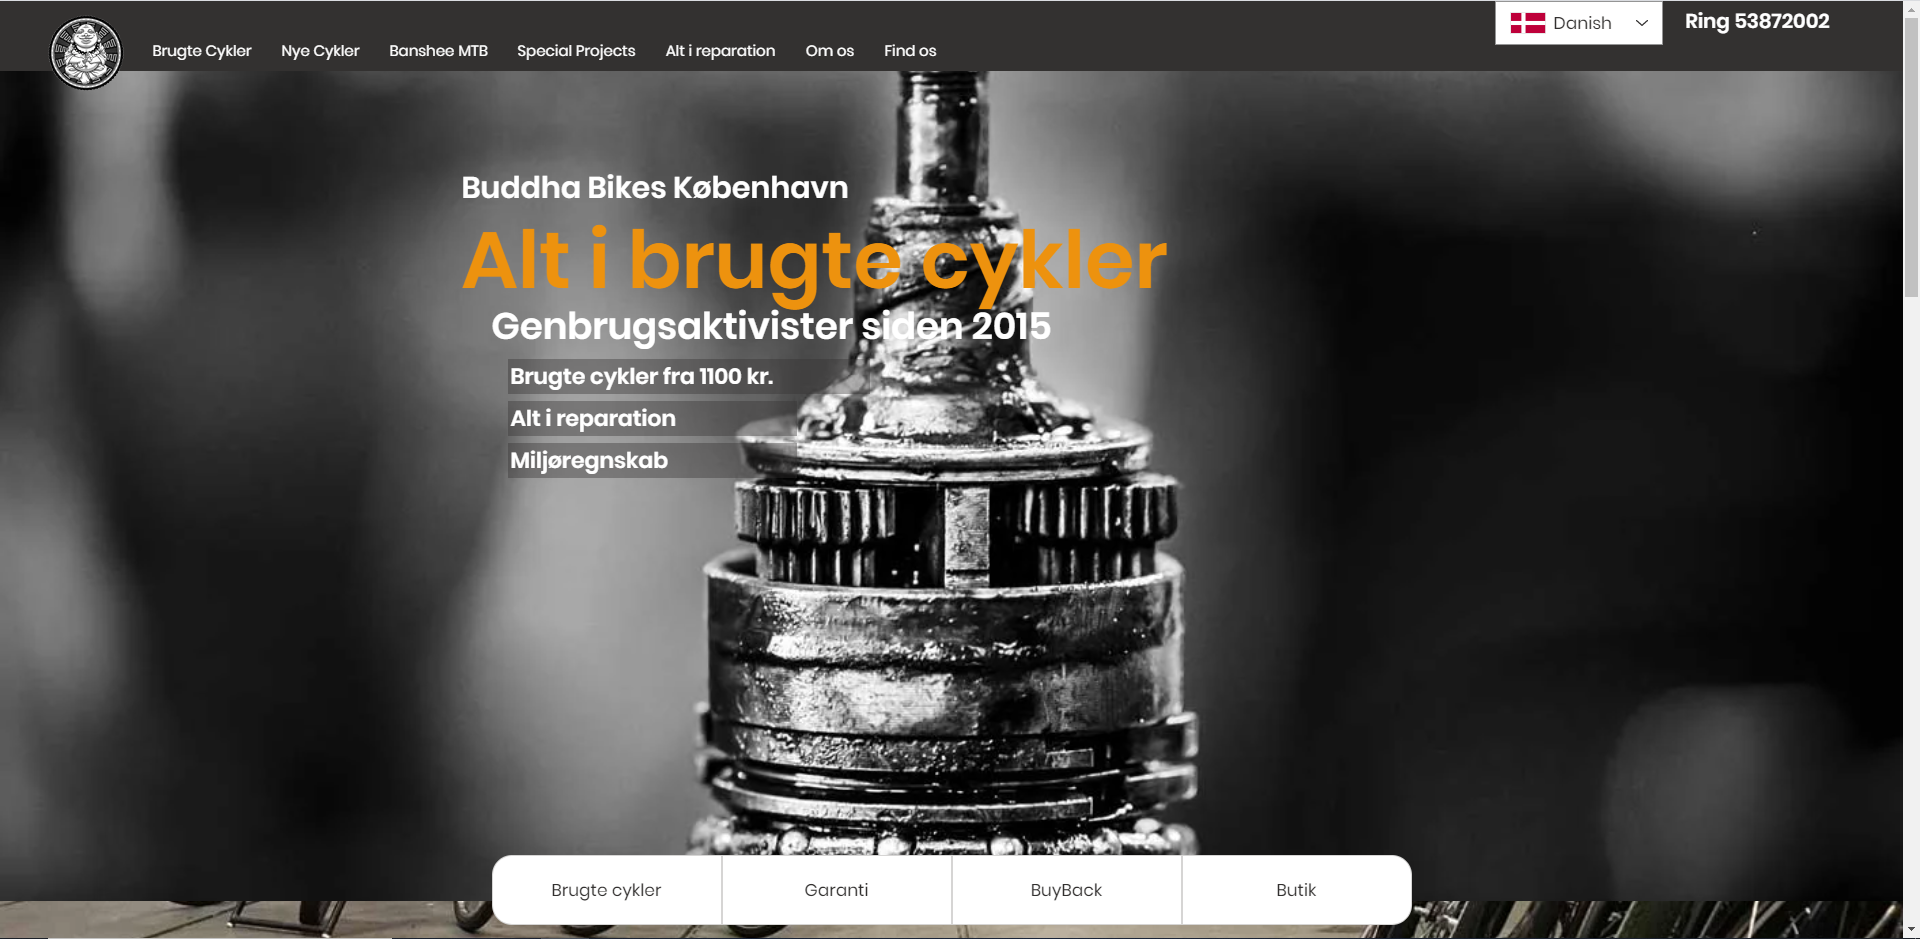 Brugte Cykler
Nye Cykler
Banshee MTB
Special Projects
Alt i reparation
Om os
Find os
Danish
Ring 53872002
Buddha Bikes København
Alt i brugte cykler
Genbrugsaktivister siden 2015
Brugte cykler fra 1100 kr.
Alt i reparation
Miljøregnskab
Brugte cykler
Garanti
BuyBack
Butik